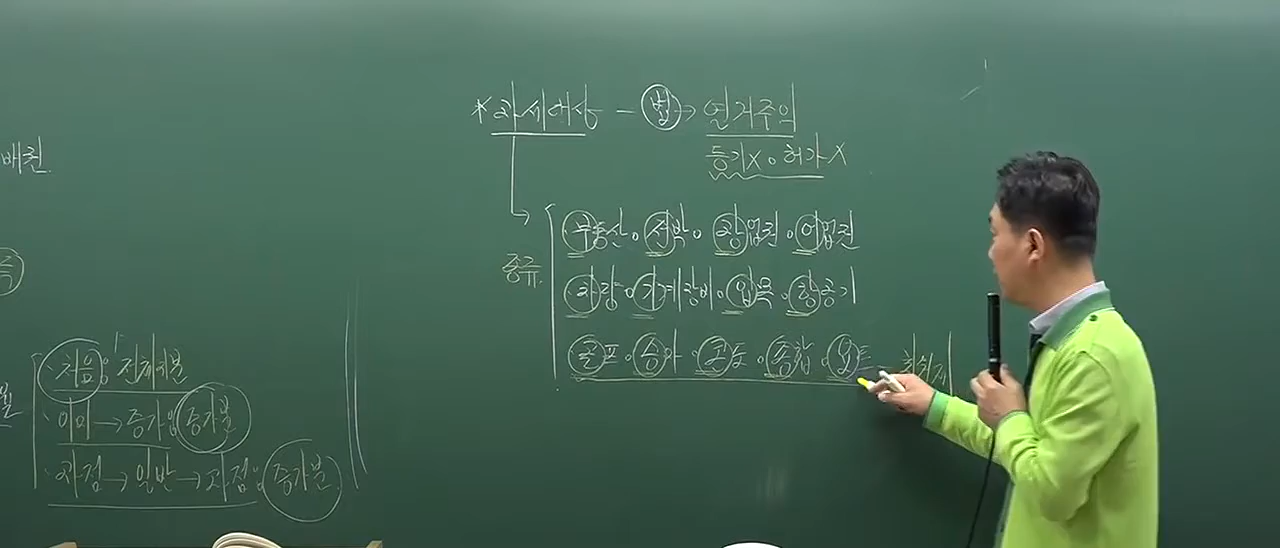 *과세대상 - 법 → 열거주의
등기X. 허가X
종류.
부동산. 선박. 광업권. 어업권
차량. 기계장비. 입목. 항공기
골프. 승마. 콘도. 종합. 요트
배권.
처음: 전체지분
이미 → 증가: 증가분
과점 → 일반 → 과점: 증가분